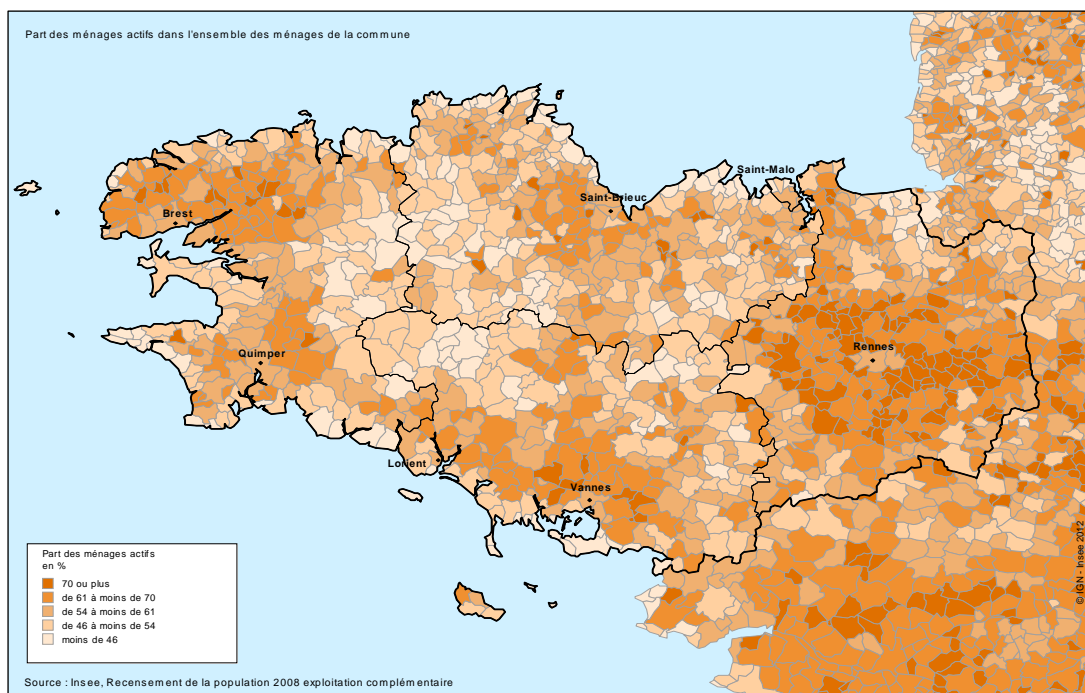 Part des ménages actifs dans l'ensemble des ménages de la commune
Saint-Malo
Saint-Brieuc
Brest
Rennes
Quimper
Lorient
Vannes
Part des ménages actifs
en %
70 ou plus
de 61 à moins de 70
de 54 à moins de 61
de 46 à moins de 54
moins de 46
© IGN - Insee 2012
Source : Insee, Recensement de la population 2008 exploitation complémentaire